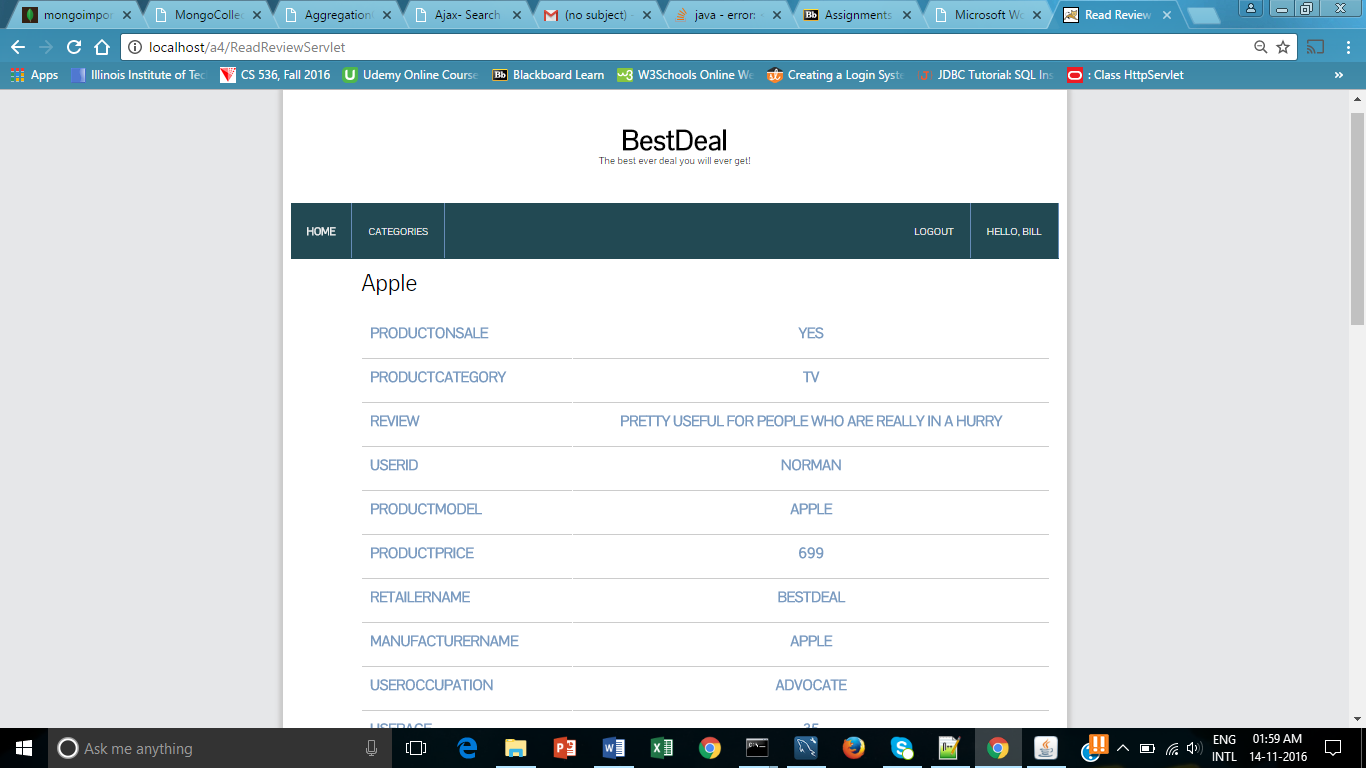 mongoimpor
MongoCollec
Aggregation
Ajax- Search
(no subject) -
java - error:
Assignments
Microsoft Wo
Read Review
localhost/a4/ReadReviewServlet
Apps
Illinois Institute of Tec
CS 536, Fall 2016
Udemy Online Course
Blackboard Learn
W3Schools Online We
Creating a Login Syste
JDBC Tutorial: SQL Ins
: Class HttpServlet
»
BestDeal
The best ever deal you will ever get!
HOME CATEGORIES LOGOUT HELLO, BILL
Apple
PRODUCTONSALE YES
PRODUCTCATEGORY TV
REVIEW PRETTY USEFUL FOR PEOPLE WHO ARE REALLY IN A HURRY
USERID NORMAN
PRODUCTMODEL APPLE
PRODUCTPRICE 699
RETAILERNAME BESTDEAL
MANUFACTURERNAME APPLE
USEROCCUPATION ADVOCATE
USERAGE 35
Ask me anything
ENG 01:59 AM
INTL 14-11-2016